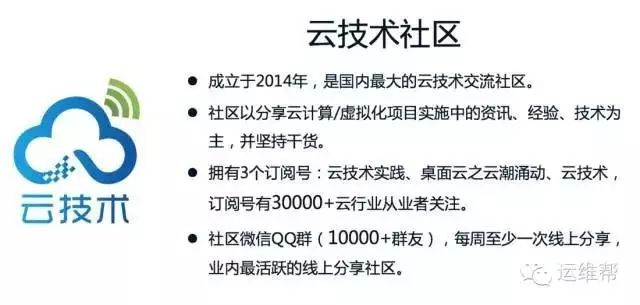 云技术社区
云技术
● 成立于2014年，是国内最大的云技术交流社区。
● 社区以分享云计算/虚拟化项目实施中的资讯、经验、技术为
主，并坚持干货。
● 拥有3个订阅号：云技术实践、桌面云之云潮涌动、云技术，
订阅号有30000+云行业从业者关注。
● 社区微信QQ群（10000+群友），每周至少一次线上分享，
业内最活跃的线上分享社区。
运维帮